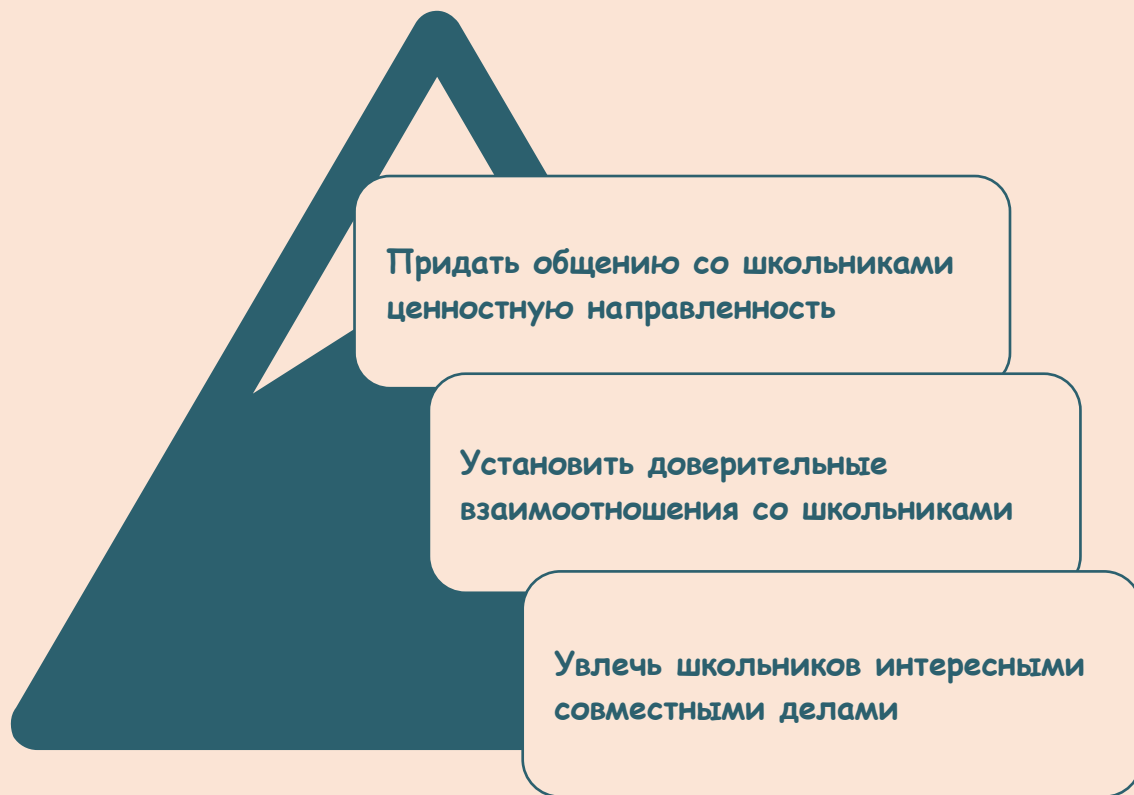 Придать общению со школьниками
ценностную направленность
Установить доверительные
взаимоотношения со школьниками
Увлечь школьников интересными
совместными делами